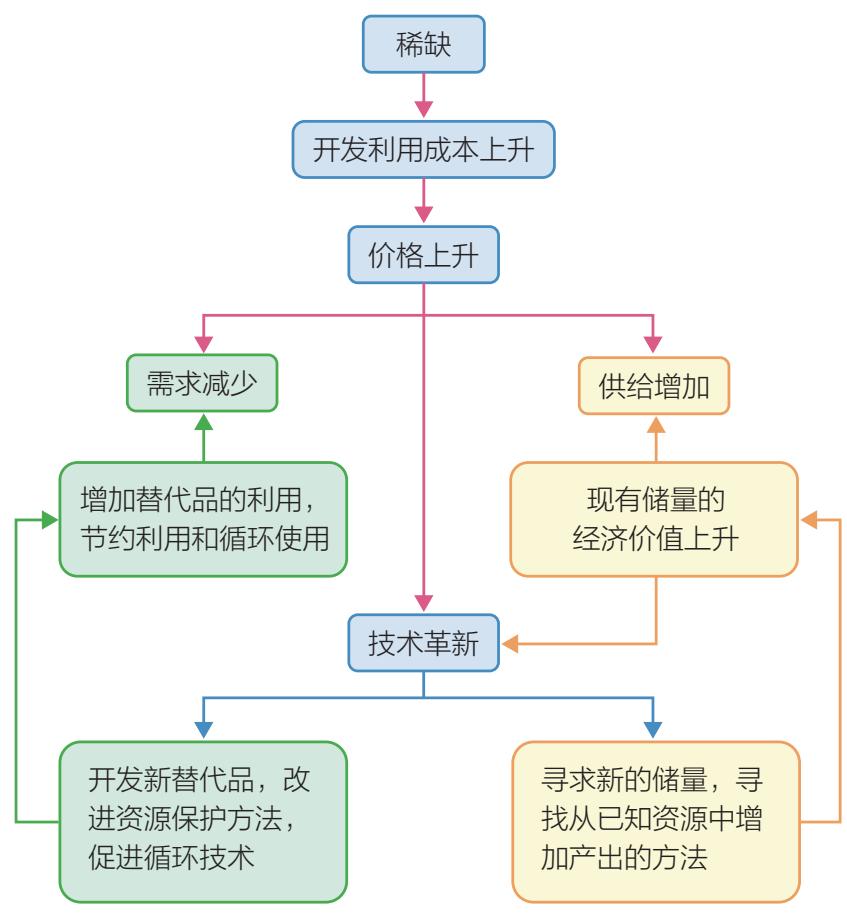 稀缺
开发利用成本上升
价格上升
需求减少
供给增加
增加替代品的利用，
节约利用和循环使用
现有储量的
经济价值上升
技术革新
开发新替代品，改
进资源保护方法，
促进循环技术
寻求新的储量，寻
找从已知资源中增
加产出的方法